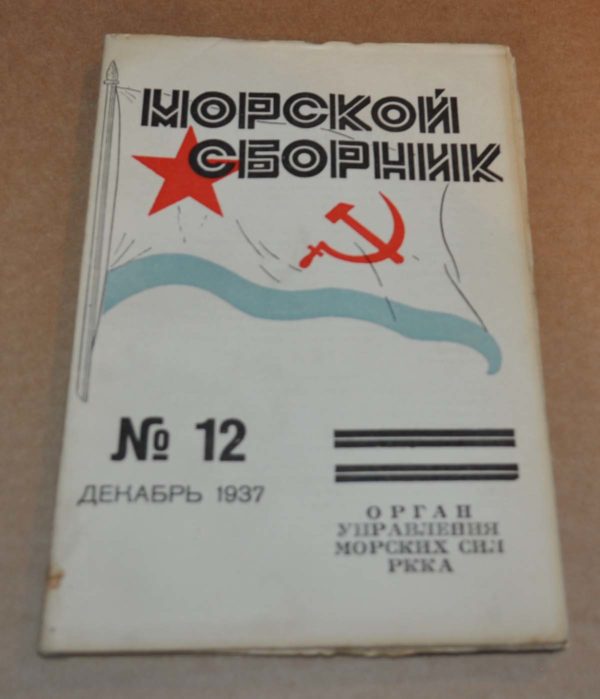 МОРСКОЙ
СБОРНИК
№ 12
ДЕКАБРЬ 1937
ОРГАН
УПРАВЛЕНИЯ
МОРСКИХ СИЛ
РККА